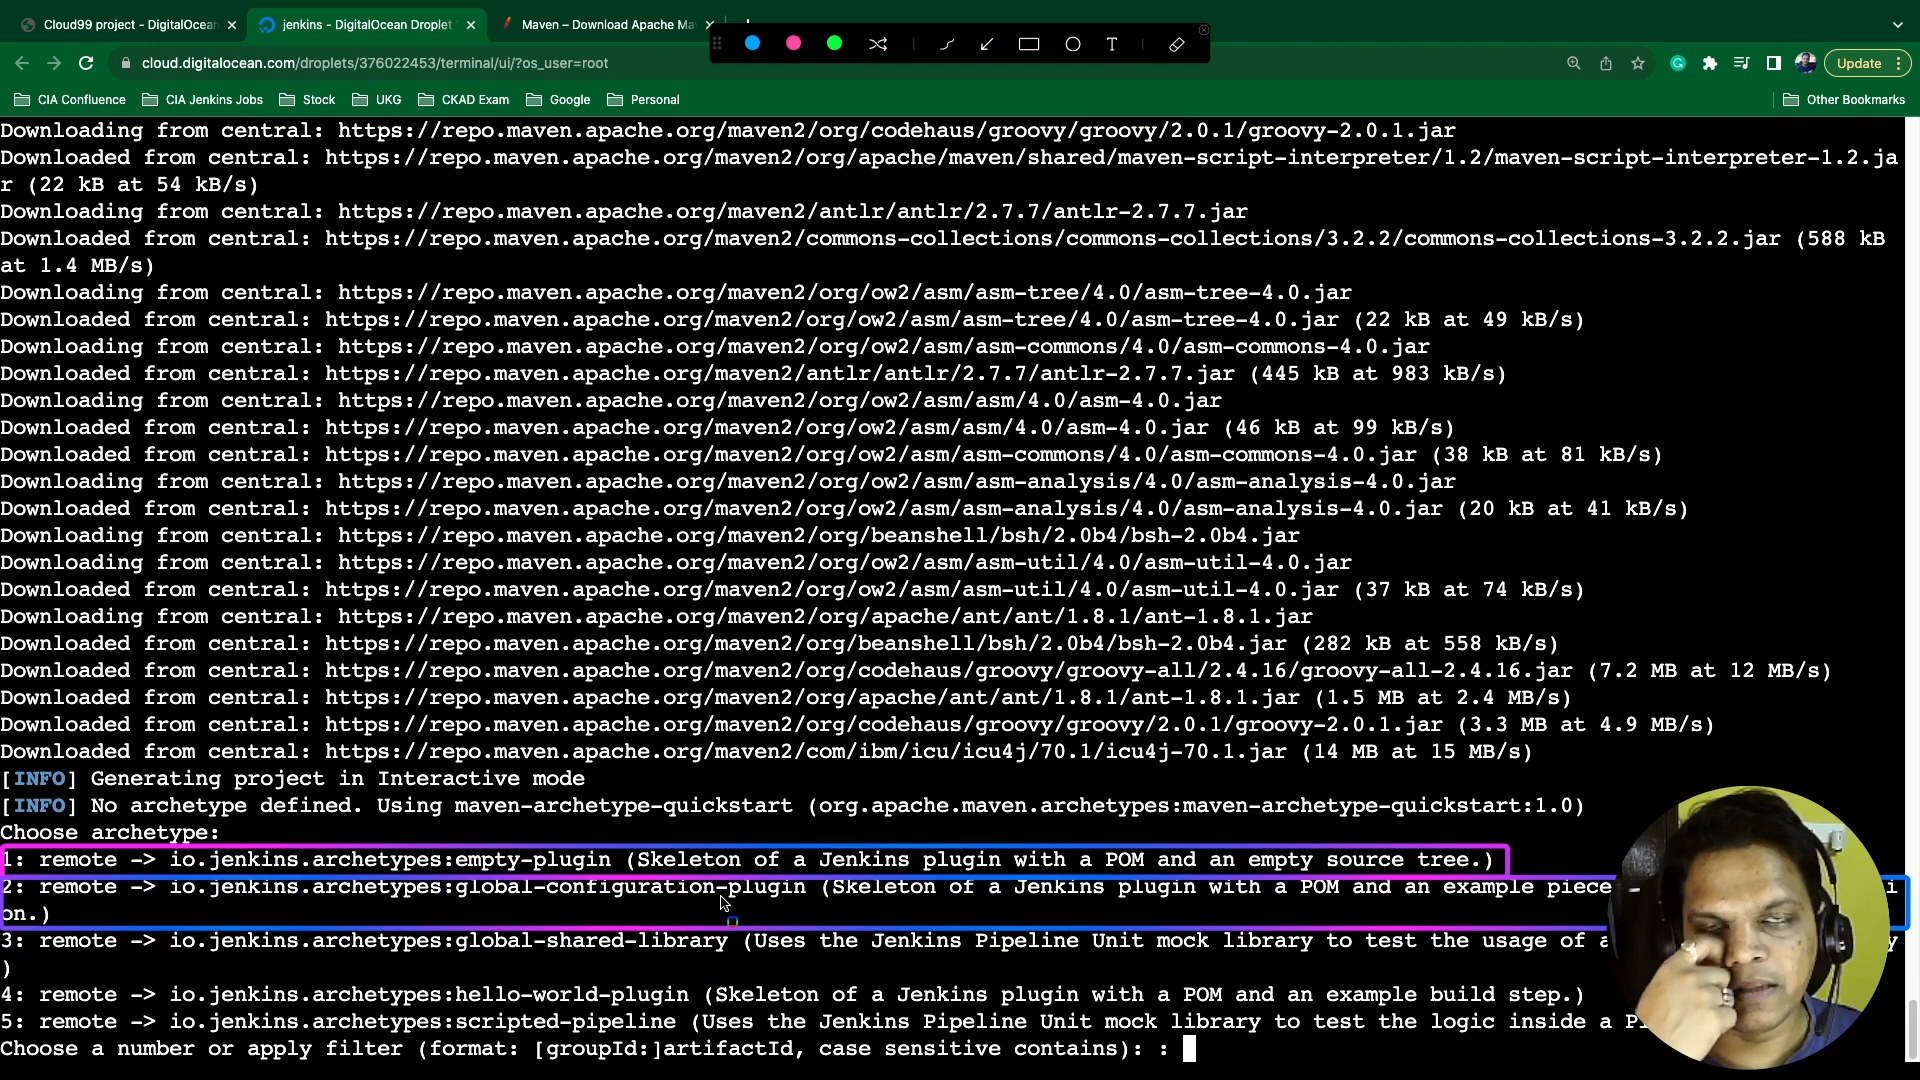 Cloud99 project - DigitalOcean
jenkins - DigitalOcean Droplet
Maven – Download Apache Ma
T
cloud.digitalocean.com/droplets/376022453/terminal/ui/?os_user=root
Update
CIA Confluence
CIA Jenkins Jobs
Stock
UKG
CKAD Exam
Google
Personal
Other Bookmarks
Downloading from central: https://repo.maven.apache.org/maven2/org/codehaus/groovy/groovy/2.0.1/groovy-2.0.1.jar
Downloaded from central: https://repo.maven.apache.org/maven2/org/apache/maven/shared/maven-script-interpreter/1.2/maven-script-interpreter-1.2.ja
r (22 kB at 54 kB/s)
Downloading from central: https://repo.maven.apache.org/maven2/antlr/antlr/2.7.7/antlr-2.7.7.jar
Downloaded from central: https://repo.maven.apache.org/maven2/commons-collections/commons-collections/3.2.2/commons-collections-3.2.2.jar (588 kB
at 1.4 MB/s)
Downloading from central: https://repo.maven.apache.org/maven2/org/ow2/asm/asm-tree/4.0/asm-tree-4.0.jar
Downloaded from central: https://repo.maven.apache.org/maven2/org/ow2/asm/asm-tree/4.0/asm-tree-4.0.jar (22 kB at 49 kB/s)
Downloading from central: https://repo.maven.apache.org/maven2/org/ow2/asm/asm-commons/4.0/asm-commons-4.0.jar
Downloaded from central: https://repo.maven.apache.org/maven2/antlr/antlr/2.7.7/antlr-2.7.7.jar (445 kB at 983 kB/s)
Downloading from central: https://repo.maven.apache.org/maven2/org/ow2/asm/asm/4.0/asm-4.0.jar
Downloaded from central: https://repo.maven.apache.org/maven2/org/ow2/asm/asm/4.0/asm-4.0.jar (46 kB at 99 kB/s)
Downloaded from central: https://repo.maven.apache.org/maven2/org/ow2/asm/asm-commons/4.0/asm-commons-4.0.jar (38 kB at 81 kB/s)
Downloading from central: https://repo.maven.apache.org/maven2/org/ow2/asm/asm-analysis/4.0/asm-analysis-4.0.jar
Downloaded from central: https://repo.maven.apache.org/maven2/org/ow2/asm/asm-analysis/4.0/asm-analysis-4.0.jar (20 kB at 41 kB/s)
Downloading from central: https://repo.maven.apache.org/maven2/org/beanshell/bsh/2.0b4/bsh-2.0b4.jar
Downloading from central: https://repo.maven.apache.org/maven2/org/ow2/asm/asm-util/4.0/asm-util-4.0.jar
Downloaded from central: https://repo.maven.apache.org/maven2/org/ow2/asm/asm-util/4.0/asm-util-4.0.jar (37 kB at 74 kB/s)
Downloading from central: https://repo.maven.apache.org/maven2/org/apache/ant/ant/1.8.1/ant-1.8.1.jar
Downloaded from central: https://repo.maven.apache.org/maven2/org/beanshell/bsh/2.0b4/bsh-2.0b4.jar (282 kB at 558 kB/s)
Downloaded from central: https://repo.maven.apache.org/maven2/org/codehaus/groovy/groovy-all/2.4.16/groovy-all-2.4.16.jar (7.2 MB at 12 MB/s)
Downloaded from central: https://repo.maven.apache.org/maven2/org/apache/ant/ant/1.8.1/ant-1.8.1.jar (1.5 MB at 2.4 MB/s)
Downloaded from central: https://repo.maven.apache.org/maven2/org/codehaus/groovy/groovy/2.0.1/groovy-2.0.1.jar (3.3 MB at 4.9 MB/s)
Downloaded from central: https://repo.maven.apache.org/maven2/com/ibm/icu/icu4j/70.1/icu4j-70.1.jar (14 MB at 15 MB/s)
[INFO] Generating project in Interactive mode
[INFO] No archetype defined. Using maven-archetype-quickstart (org.apache.maven.archetypes:maven-archetype-quickstart:1.0)
Choose archetype:
1: remote -> io.jenkins.archetypes:empty-plugin (Skeleton of a Jenkins plugin with a POM and an empty source tree.)
2: remote -> io.jenkins.archetypes:global-configuration-plugin (Skeleton of a Jenkins plugin with a POM and an example piece i
on.)
3: remote -> io.jenkins.archetypes:global-shared-library (Uses the Jenkins Pipeline Unit mock library to test the usage of a y
)
4: remote -> io.jenkins.archetypes:hello-world-plugin (Skeleton of a Jenkins plugin with a POM and an example build step.)
5: remote -> io.jenkins.archetypes:scripted-pipeline (Uses the Jenkins Pipeline Unit mock library to test the logic inside a
Choose a number or apply filter (format: [groupId:]artifactId, case sensitive contains): :